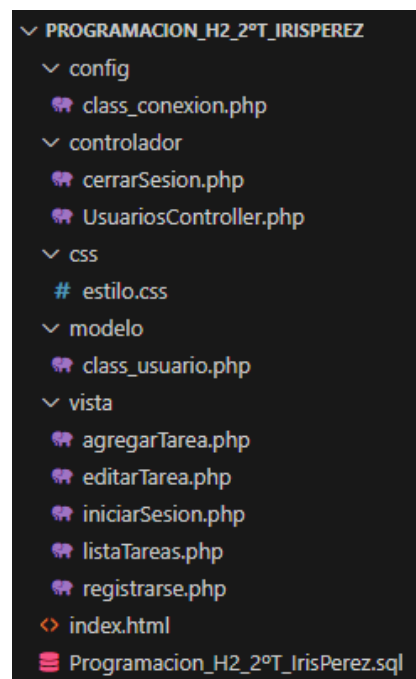 PROGRAMACION_H2_2ºT_IRISPEREZ
config
class_conexion.php
controlador
cerrarSesion.php
UsuariosController.php
css
# estilo.css
modelo
class_usuario.php
vista
agregarTarea.php
editarTarea.php
iniciarSesion.php
listaTareas.php
registrarse.php
<> index.html
Programacion_H2_2ºT_IrisPerez.sql